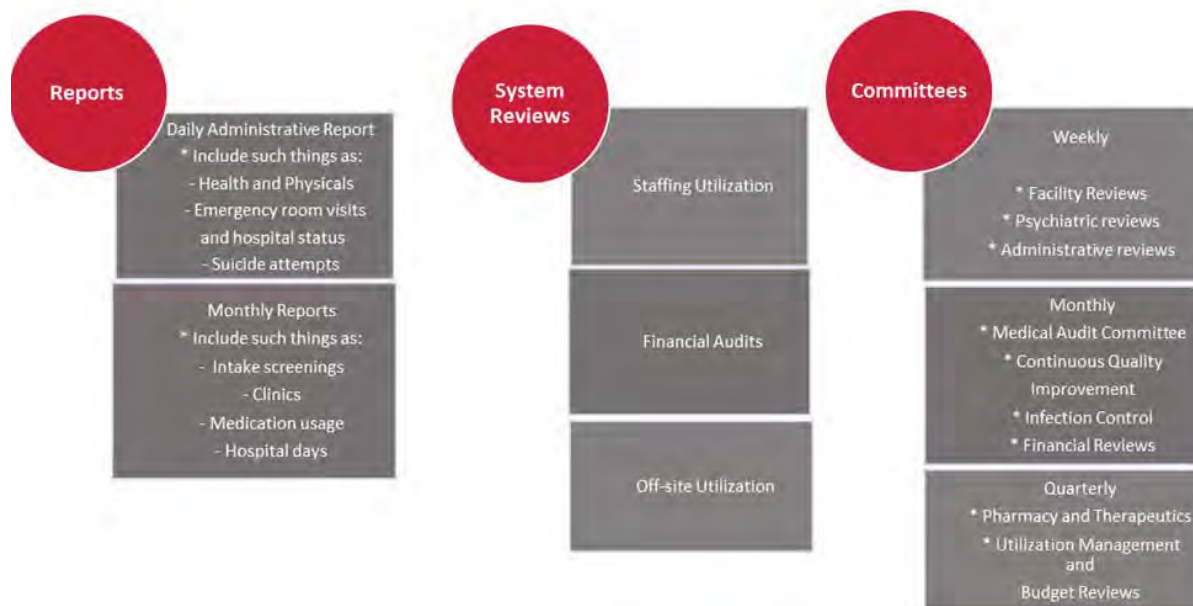 Reports
Daily Administrative Report
* Include such things as:
- Health and Physicals
- Emergency room visits
and hospital status
- Suicide attempts
Monthly Reports
* Include such things as:
- Intake screenings
- Clinics
- Medication usage
- Hospital days
System
Reviews
Staffing Utilization
Financial Audits
Off-site Utilization
Committees
Weekly
* Facility Reviews
* Psychiatric reviews
* Administrative reviews
Monthly
* Medical Audit Committee
* Continuous Quality
Improvement
* Infection Control
* Financial Reviews
Quarterly
* Pharmacy and Therapeutics
* Utilization Management
and
Budget Reviews